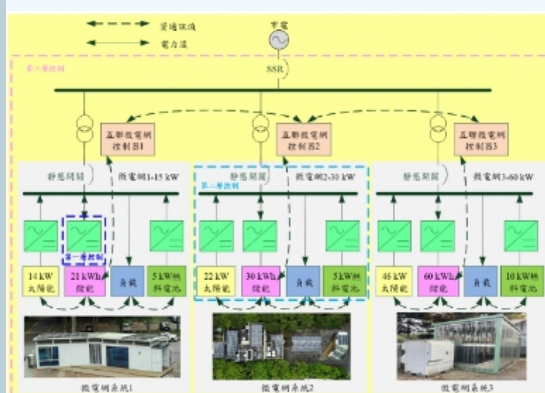 資通訊流
電力流
市電
SSR
第三層控制
互聯微電網
控制器1
互聯微電網
控制器2
互聯微電網
控制器3
靜態開關
微電網1-15 kW
靜態開關
微電網2-30 kW
靜態開關
微電網3-60 kW
第二層控制
第一層控制
14 kW
太陽能
21 kWh
儲能
負載
5 kW燃
料電池
22 kW
太陽能
30 kWh
儲能
負載
5 kW燃
料電池
46 kW
太陽能
60 kWh
儲能
負載
10 kW燃
料電池
微電網系統1
微電網系統2
微電網系統3